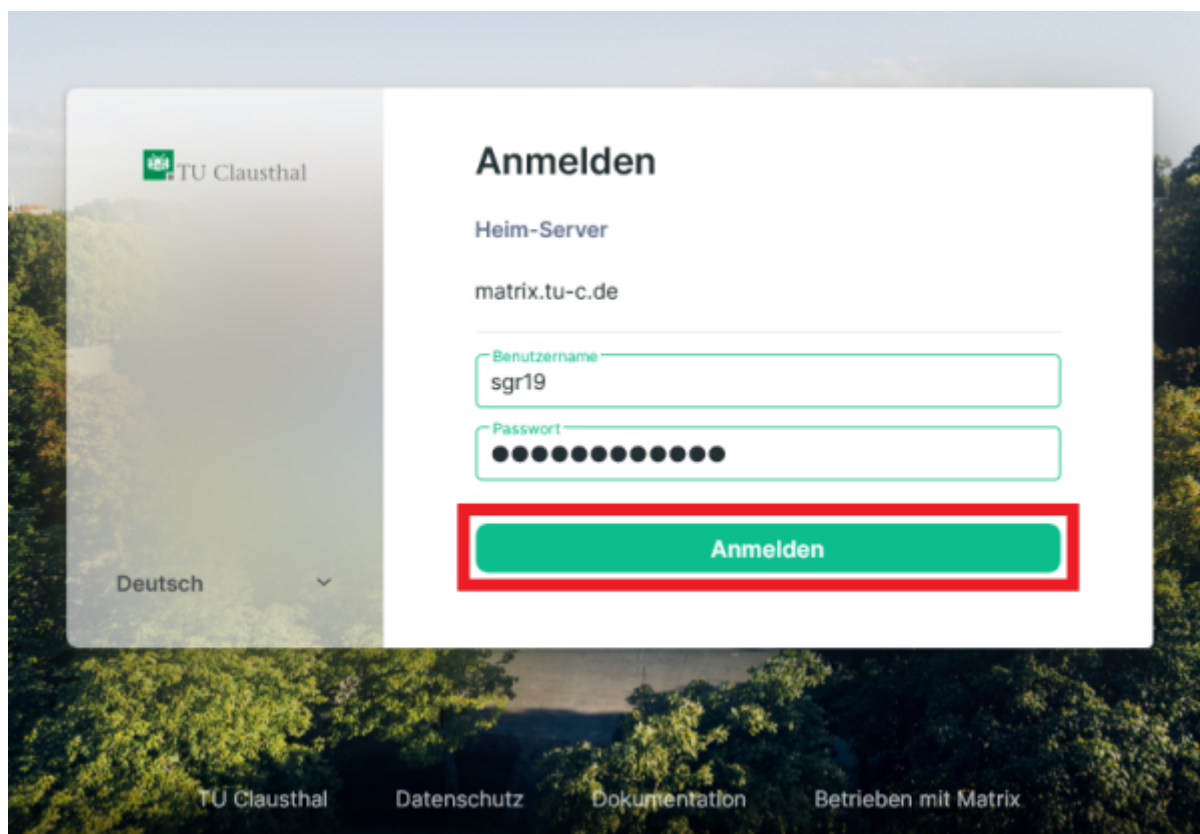 TU Clausthal
Anmelden
Heim-Server
matrix.tu-c.de
Benutzername
sgr19
Passwort
●●●●●●●●●●●●
Anmelden
Deutsch
TU Clausthal Datenschutz Dokumentation Betrieben mit Matrix